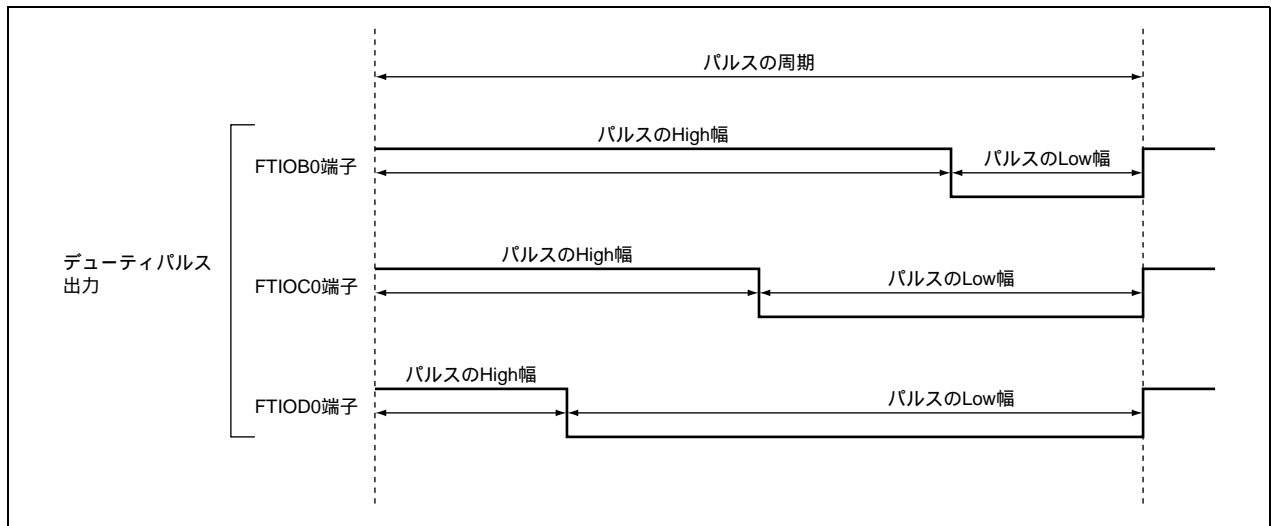 パルスの周期
パルスのHigh幅
パルスのLow幅
FTIOB0端子
パルスのHigh幅
パルスのLow幅
デューティパルス
出力
FTIOC0端子
パルスのHigh幅
パルスのLow幅
FTIOD0端子